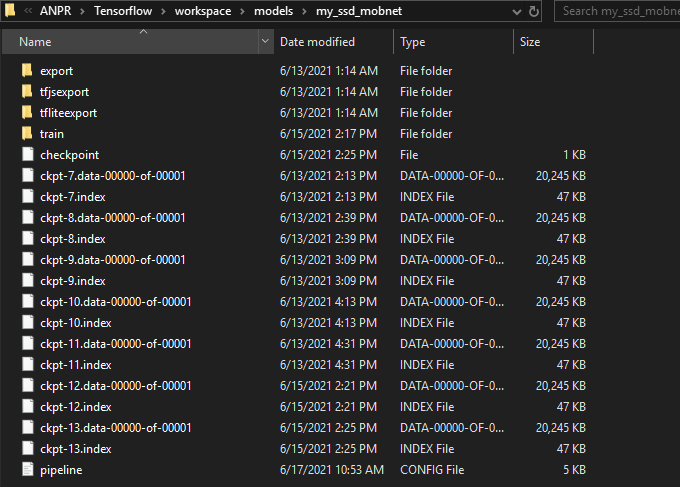 ANPR > Tensorflow > workspace > models > my_ssd_mobnet Search my_ssd_mobne
Name Date modified Type Size
export 6/13/2021 1:14 AM File folder
tfjsexport 6/13/2021 1:14 AM File folder
tfliteexport 6/13/2021 1:14 AM File folder
train 6/15/2021 2:17 PM File folder
checkpoint 6/15/2021 2:25 PM File 1 KB
ckpt-7.data-00000-of-00001 6/13/2021 2:13 PM DATA-00000-OF-0... 20,245 KB
ckpt-7.index 6/13/2021 2:13 PM INDEX File 47 KB
ckpt-8.data-00000-of-00001 6/13/2021 2:39 PM DATA-00000-OF-0... 20,245 KB
ckpt-8.index 6/13/2021 2:39 PM INDEX File 47 KB
ckpt-9.data-00000-of-00001 6/13/2021 3:09 PM DATA-00000-OF-0... 20,245 KB
ckpt-9.index 6/13/2021 3:09 PM INDEX File 47 KB
ckpt-10.data-00000-of-00001 6/13/2021 4:13 PM DATA-00000-OF-0... 20,245 KB
ckpt-10.index 6/13/2021 4:13 PM INDEX File 47 KB
ckpt-11.data-00000-of-00001 6/13/2021 4:31 PM DATA-00000-OF-0... 20,245 KB
ckpt-11.index 6/13/2021 4:31 PM INDEX File 47 KB
ckpt-12.data-00000-of-00001 6/15/2021 2:21 PM DATA-00000-OF-0... 20,245 KB
ckpt-12.index 6/15/2021 2:21 PM INDEX File 47 KB
ckpt-13.data-00000-of-00001 6/15/2021 2:25 PM DATA-00000-OF-0... 20,245 KB
ckpt-13.index 6/15/2021 2:25 PM INDEX File 47 KB
pipeline 6/17/2021 10:53 AM CONFIG File 5 KB